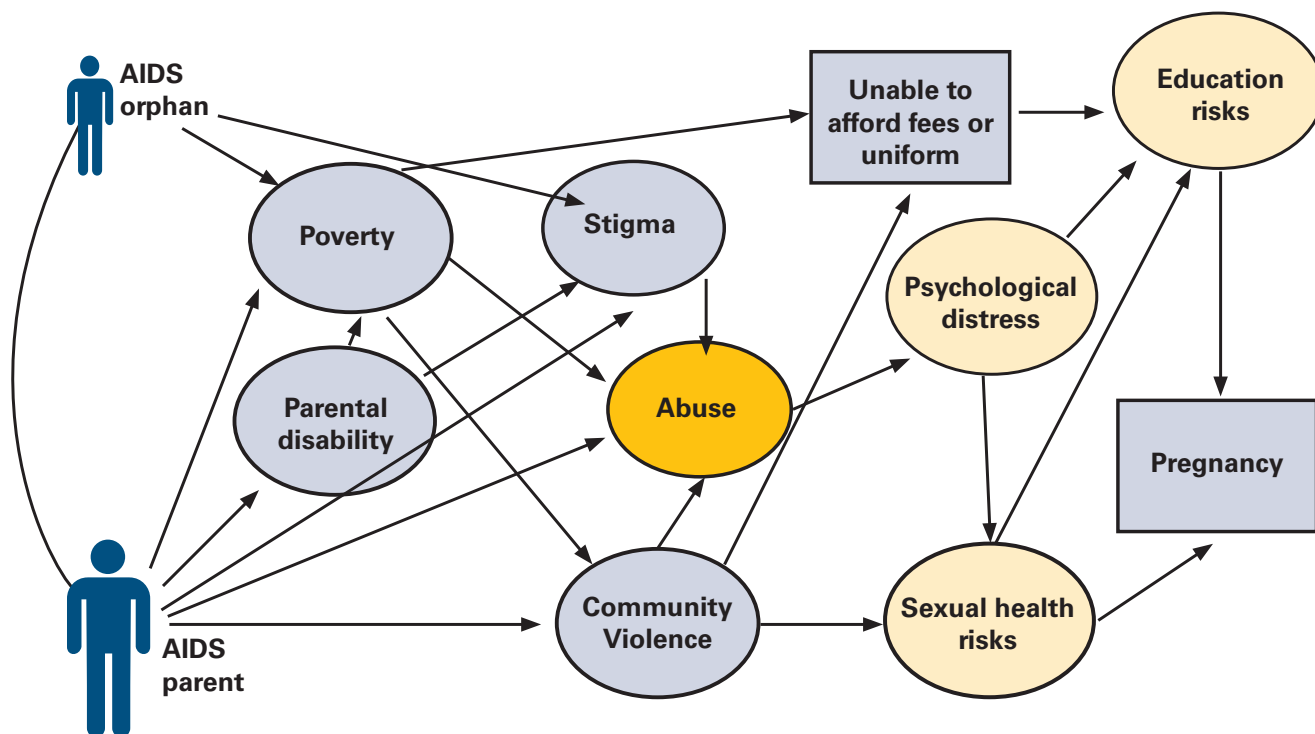 AIDS
orphan
Poverty
Stigma
Unable to
afford fees or
uniform
Education
risks
Psychological
distress
Parental
disability
Abuse
Pregnancy
Community
Violence
Sexual health
risks
AIDS
parent